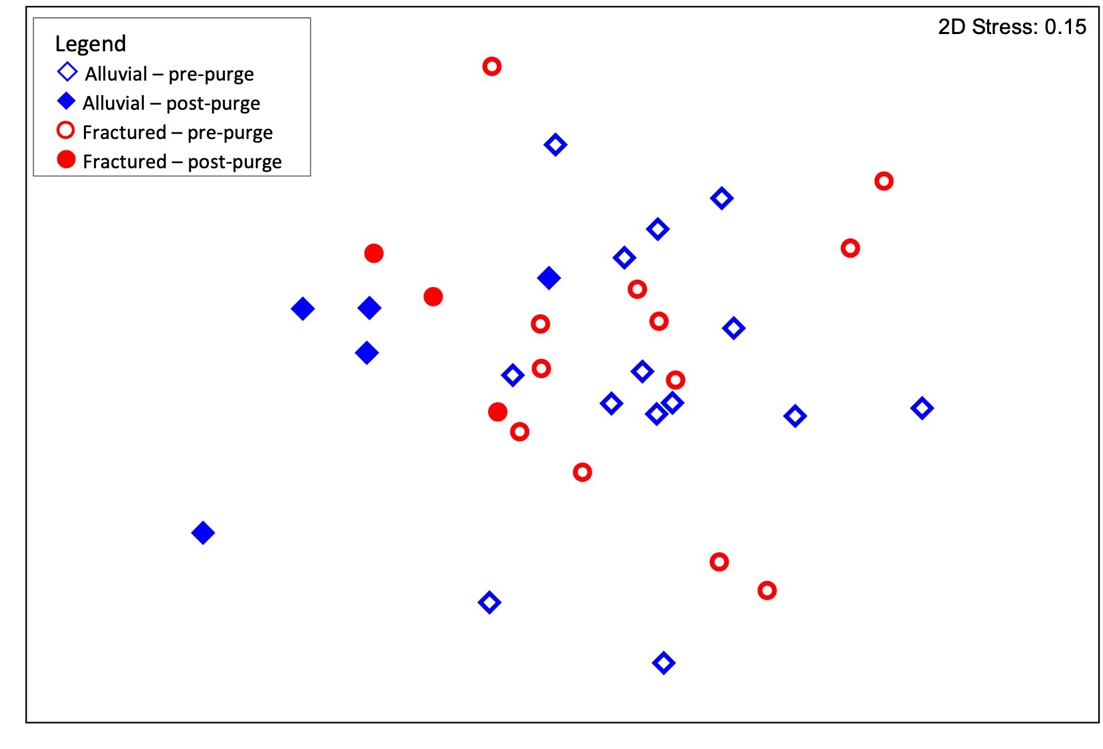 2D Stress: 0.15
Legend
Alluvial – pre-purge
Alluvial – post-purge
Fractured – pre-purge
Fractured – post-purge